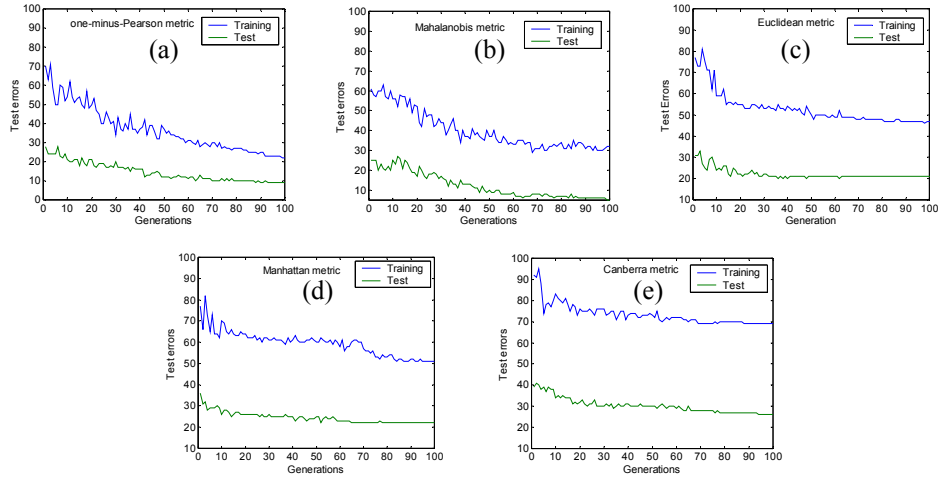 one-minus-Pearson metric
(a)
Training
Test
Test errors
100
90
80
70
60
50
40
30
20
10
0
0 10 20 30 40 50 60 70 80 90 100
Generations
Mahalanobis metric
(b)
Training
Test
Test errors
100
90
80
70
60
50
40
30
20
10
5
0 10 20 30 40 50 60 70 80 90 100
Generations
Euclidean metric
(c)
Training
Test
Test Errors
100
90
80
70
60
50
40
30
20
10
0 10 20 30 40 50 60 70 80 90 100
Generation
Manhattan metric
(d)
Training
Test
Test errors
100
90
80
70
60
50
40
30
20
10
0 10 20 30 40 50 60 70 80 90 100
Generations
Canberra metric
(e)
Training
Test
Test errors
100
90
80
70
60
50
40
30
20
10
0 10 20 30 40 50 60 70 80 90 100
Generations